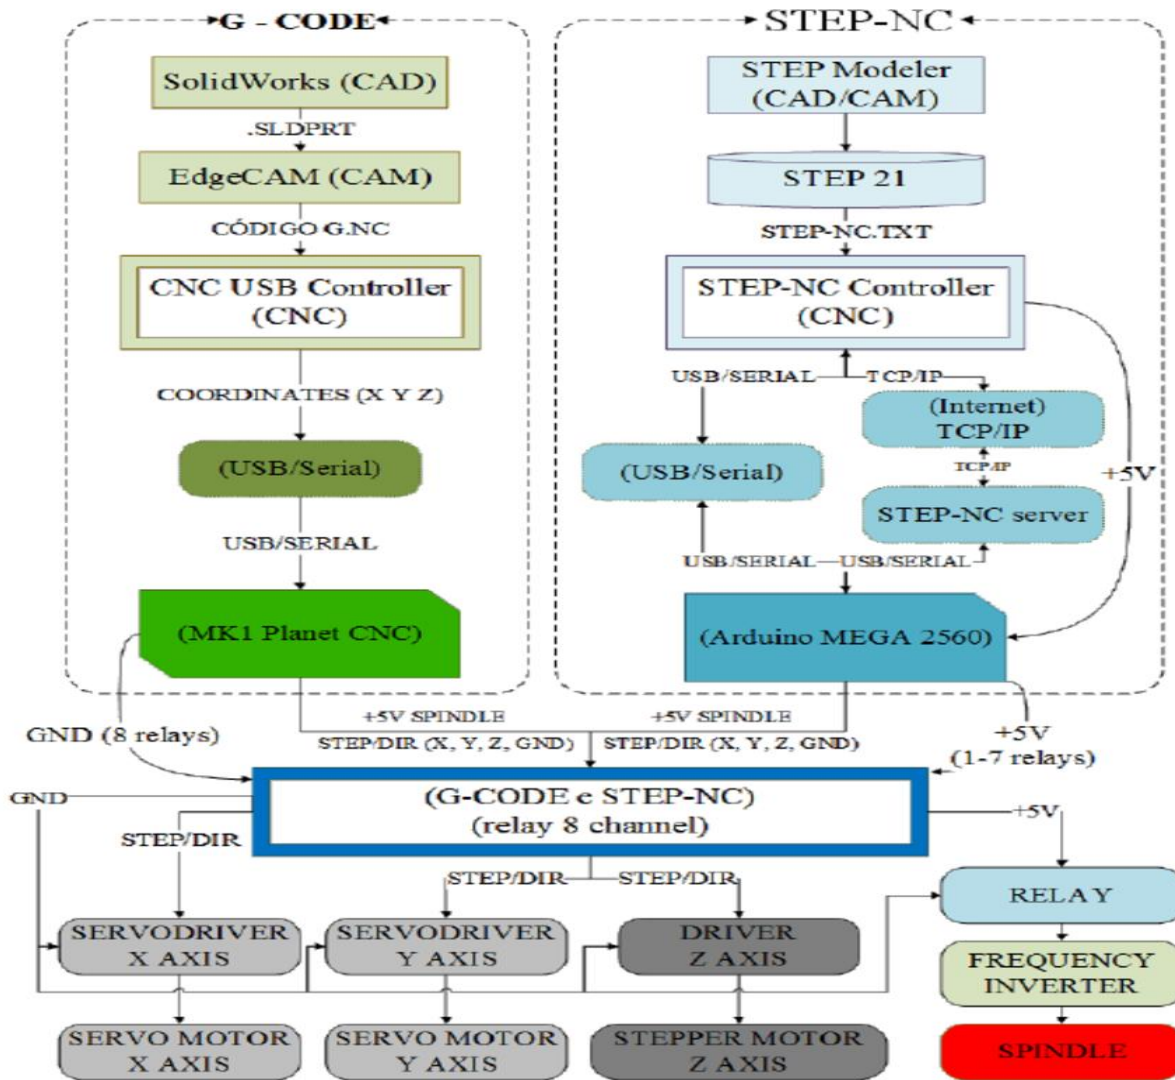 G - CODE
SolidWorks (CAD)
.SLDPRT
EdgeCAM (CAM)
CÓDIGO G.NC
CNC USB Controller
(CNC)
COORDINATES (X Y Z)
(USB/Serial)
USB/SERIAL
(MK1 Planet CNC)
STEP-NC
STEP Modeler
(CAD/CAM)
STEP 21
STEP-NC.TXT
STEP-NC Controller
(CNC)
USB/SERIAL
TCP/IP
(Internet)
TCP/IP
(USB/Serial)
TCP/IP
+5V
STEP-NC server
USB/SERIAL
USB/SERIAL
(Arduino MEGA 2560)
GND (8 relays)
+5V SPINDLE
STEP/DIR (X, Y, Z, GND)
+5V SPINDLE
STEP/DIR (X, Y, Z, GND)
+5V
(1-7 relays)
(G-CODE e STEP-NC)
(relay 8 channel)
GND
STEP/DIR
STEP/DIR
STEP/DIR
+5V
SERVODRIVER
X AXIS
SERVODRIVER
Y AXIS
DRIVER
Z AXIS
RELAY
FREQUENCY
INVERTER
SERVO MOTOR
X AXIS
SERVO MOTOR
Y AXIS
STEPPER MOTOR
Z AXIS
SPINDLE